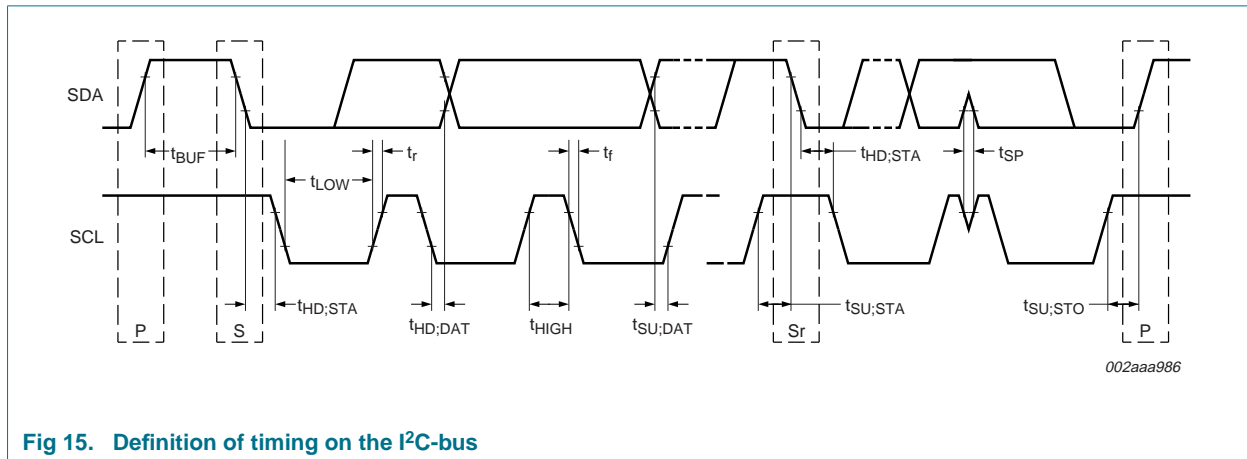 SDA
tBUF
tr
tf
tHD;STA
tSP
tLOW
SCL
tHD;STA
tHD;DAT
tHIGH
tSU;DAT
tSU;STA
tSU;STO
P
S
Sr
P
002aaa986
Fig 15. Definition of timing on the I²C-bus